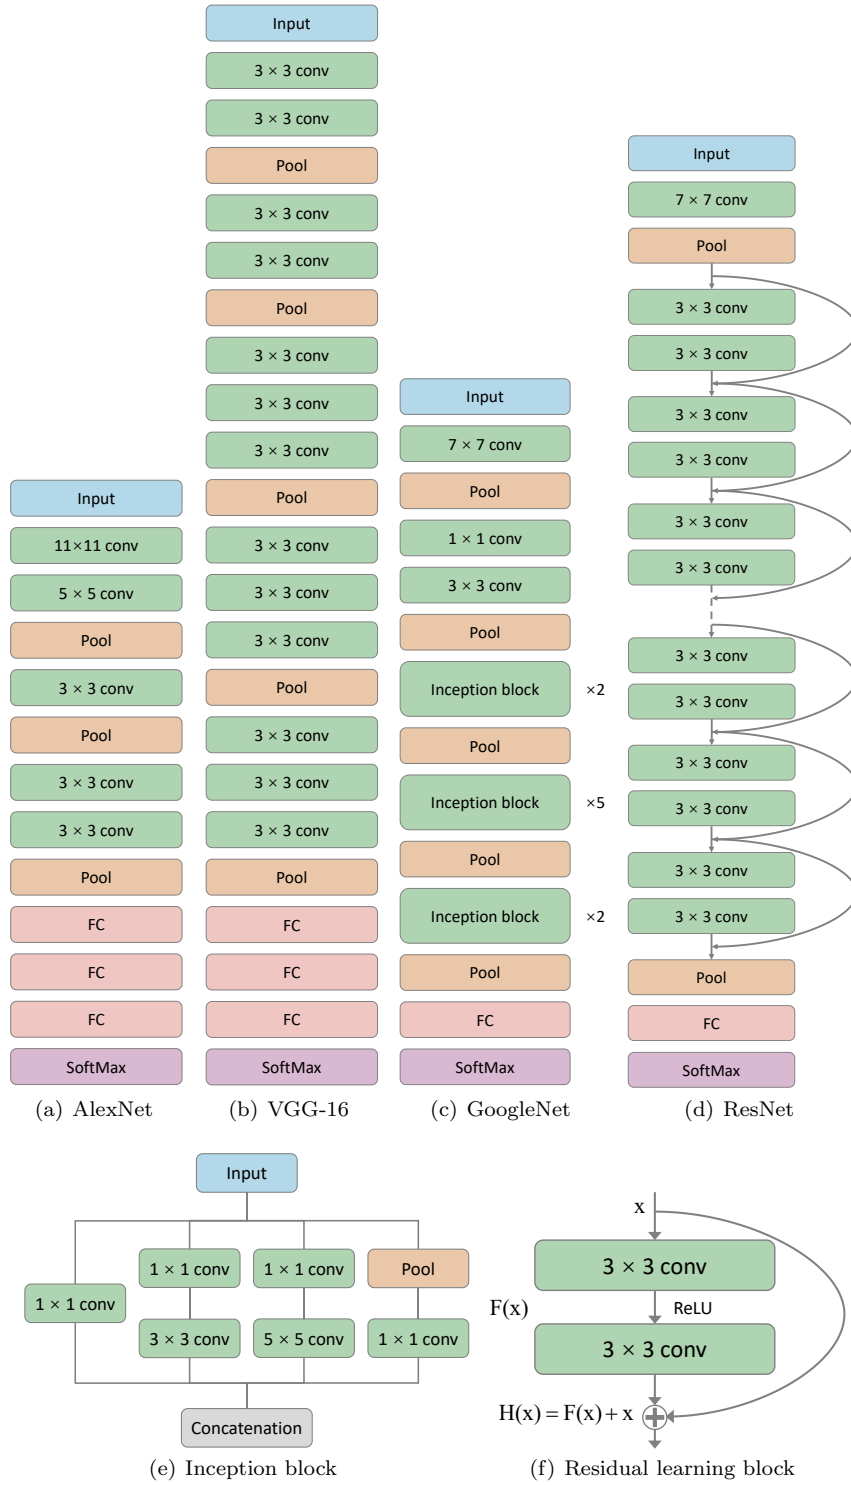 Input
11×11 conv
5 × 5 conv
Pool
3 × 3 conv
Pool
3 × 3 conv
3 × 3 conv
Pool
FC
FC
FC
SoftMax
(a) AlexNet
Input
3 × 3 conv
3 × 3 conv
Pool
3 × 3 conv
3 × 3 conv
Pool
3 × 3 conv
3 × 3 conv
3 × 3 conv
Pool
3 × 3 conv
3 × 3 conv
3 × 3 conv
Pool
3 × 3 conv
3 × 3 conv
3 × 3 conv
Pool
FC
FC
FC
SoftMax
(b) VGG-16
Input
7 × 7 conv
Pool
1 × 1 conv
3 × 3 conv
Pool
Inception block ×2
Pool
Inception block ×5
Pool
Inception block ×2
Pool
FC
SoftMax
(c) GoogleNet
Input
7 × 7 conv
Pool
3 × 3 conv
3 × 3 conv
3 × 3 conv
3 × 3 conv
3 × 3 conv
3 × 3 conv
3 × 3 conv
3 × 3 conv
3 × 3 conv
3 × 3 conv
3 × 3 conv
3 × 3 conv
Pool
FC
SoftMax
(d) ResNet
Input
1 × 1 conv
1 × 1 conv
3 × 3 conv
1 × 1 conv
5 × 5 conv
Pool
1 × 1 conv
Concatenation
(e) Inception block
x
3 × 3 conv
F(x)
ReLU
3 × 3 conv
H(x) = F(x) + x
(f) Residual learning block